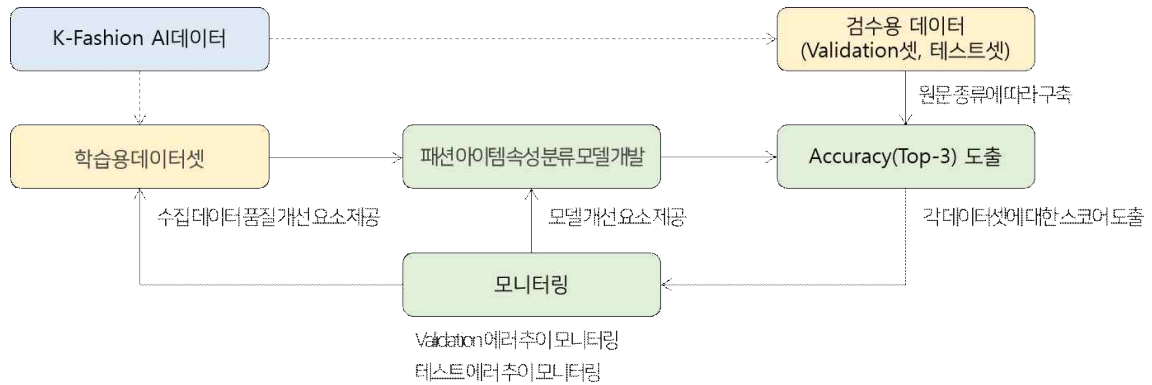 K-Fashion AI데이터
검수용 데이터
(Validation셋, 테스트셋)
원문 종류에 따라 구축
학습용데이터셋
패션아이템속성분류모델개발
Accuracy(Top-3) 도출
수집 데이터 품질 개선 요소 제공
모델 개선 요소 제공
각 데이터셋에 대한 스코어 도출
모니터링
Validation 에러 추이 모니터링
테스트 에러 추이 모니터링